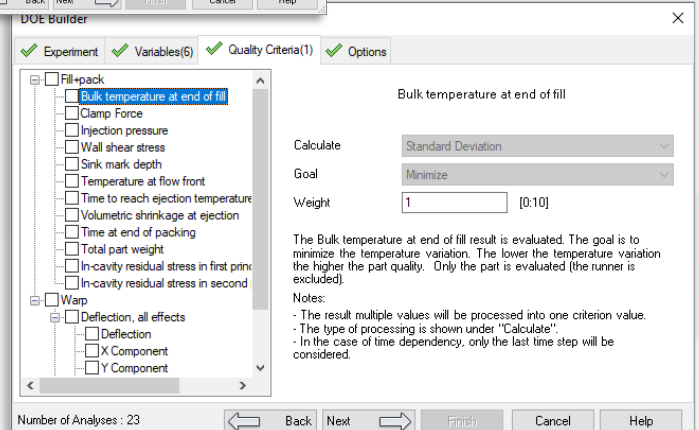 Back Next Finish Cancel Help
DOE Builder
Experiment Variables(6) Quality Criteria(1) Options
Fill+pack
Bulk temperature at end of fill
Clamp Force
Injection pressure
Wall shear stress
Sink mark depth
Temperature at flow front
Time to reach ejection temperature
Volumetric shrinkage at ejection
Time at end of packing
Total part weight
In-cavity residual stress in first princ
In-cavity residual stress in second
Warp
Deflection, all effects
Deflection
X Component
Y Component
Bulk temperature at end of fill
Calculate Standard Deviation
Goal Minimize
Weight 1 [0:10]
The Bulk temperature at end of fill result is evaluated. The goal is to
minimize the temperature variation. The lower the temperature variation
the higher the part quality. Only the part is evaluated (the runner is
excluded).
Notes:
- The result multiple values will be processed into one criterion value.
- The type of processing is shown under "Calculate".
- In the case of time dependency, only the last time step will be
considered.
Number of Analyses : 23
Back Next Finish Cancel Help